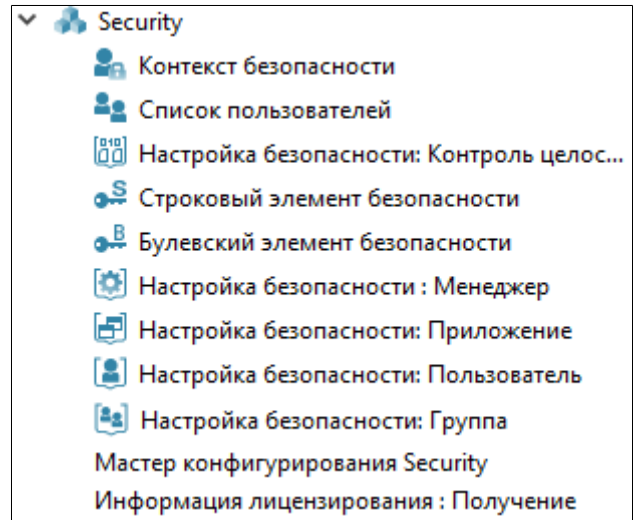 Security
Контекст безопасности
Список пользователей
Настройка безопасности: Контроль целос...
Строковый элемент безопасности
Булевский элемент безопасности
Настройка безопасности : Менеджер
Настройка безопасности: Приложение
Настройка безопасности: Пользователь
Настройка безопасности: Группа
Мастер конфигурирования Security
Информация лицензирования : Получение